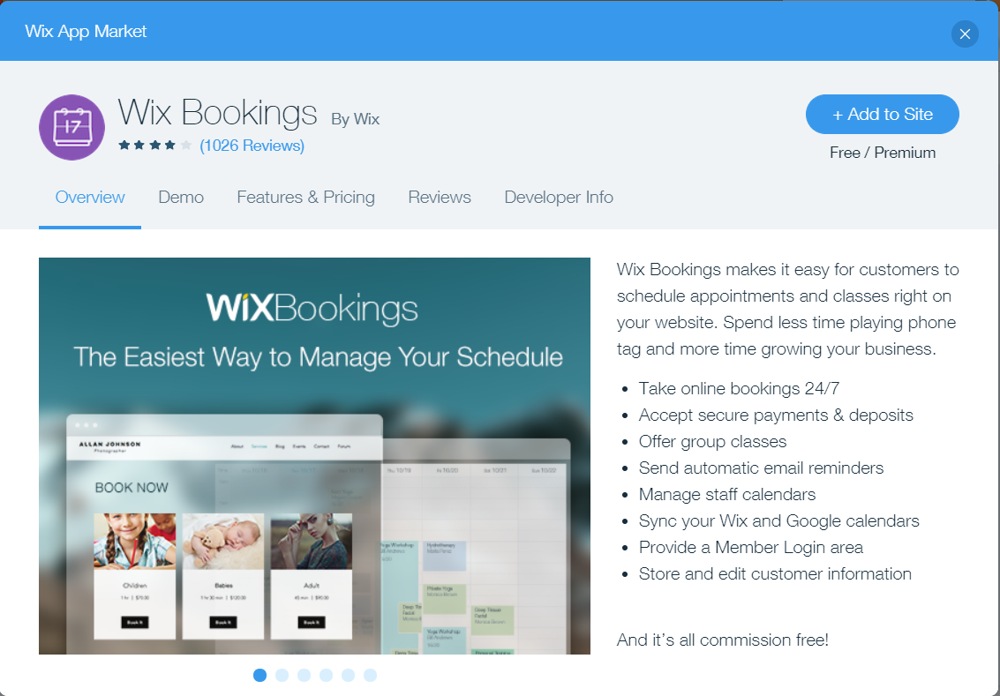 Wix App Market
17
Wix Bookings By Wix
(1026 Reviews)
+ Add to Site
Free / Premium
Overview Demo Features & Pricing Reviews Developer Info
WiXBookings
The Easiest Way to Manage Your Schedule
ALLAN JOHNSON
Photographer
About Services Blog Events Contact Forum
BOOK NOW
Children
1 hr | $75.00
Book It
Babies
1 hr 30 min | $120.00
Book It
Adult
45 min | $90.00
Book It
Thu 10/19 Fri 10/20 Sat 10/21 Sun 10/22
Yoga Workshop
Hydrotherapy
Private Yoga
Monica Brown
Deep Tissue
Facial
Deep Tissue
Facial
Monica Brown
Yoga Workshop
Wix Bookings makes it easy for customers to
schedule appointments and classes right on
your website. Spend less time playing phone
tag and more time growing your business.
• Take online bookings 24/7
• Accept secure payments & deposits
• Offer group classes
• Send automatic email reminders
• Manage staff calendars
• Sync your Wix and Google calendars
• Provide a Member Login area
• Store and edit customer information
And it's all commission free!